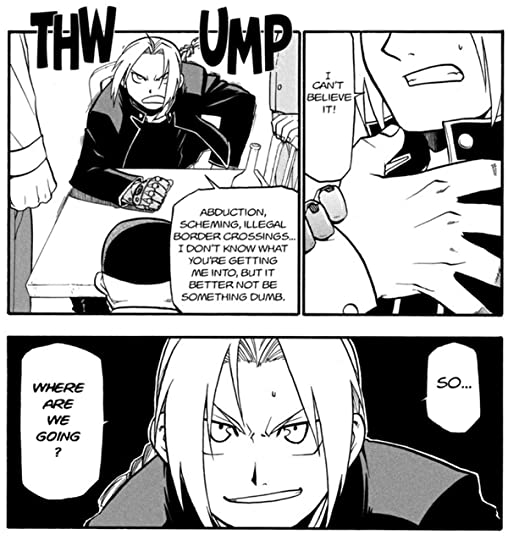 I
CAN'T
BELIEVE
IT!
THW UMP
ABDUCTION,
SCHEMING, ILLEGAL
BORDER CROSSINGS...
I DON'T KNOW WHAT
YOU'RE GETTING
ME INTO, BUT IT
BETTER NOT BE
SOMETHING DUMB.
SO...
WHERE
ARE
WE
GOING
?